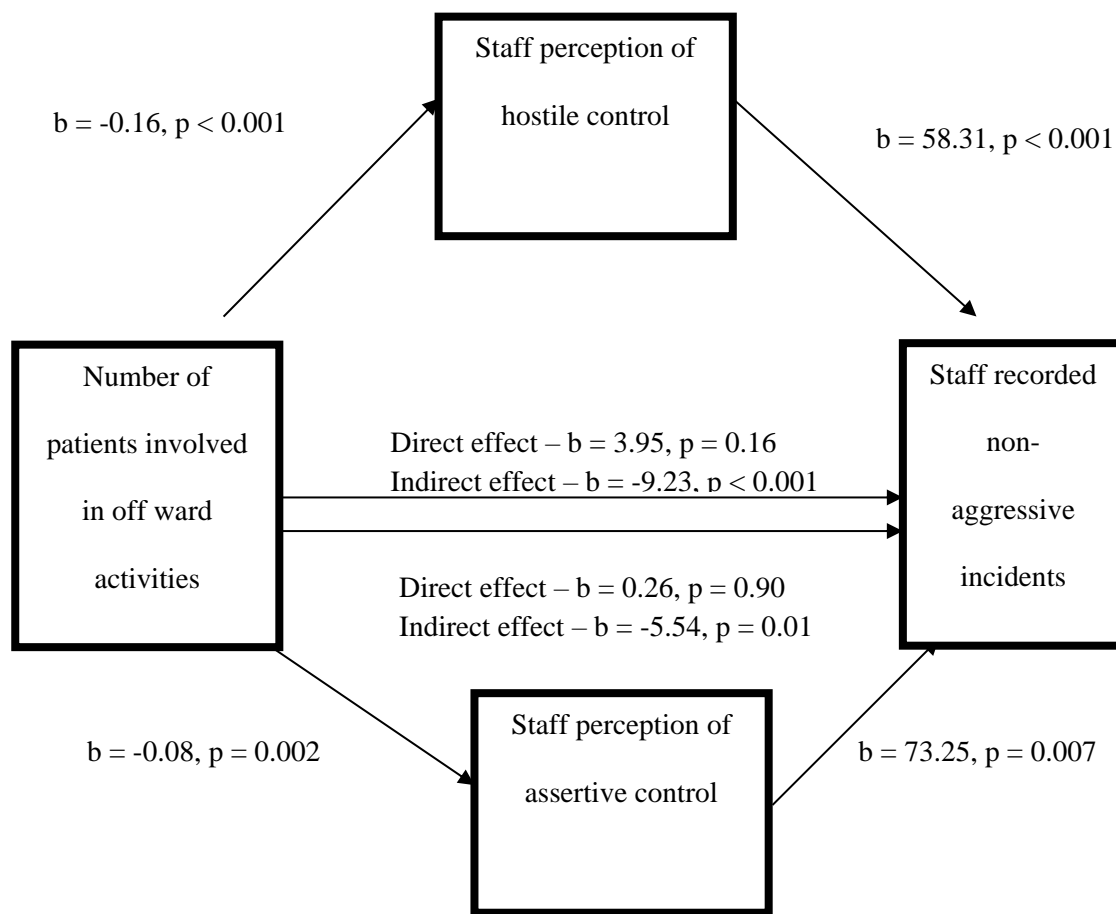 Staff perception of
hostile control
b = -0.16, p < 0.001
b = 58.31, p < 0.001
Number of
patients involved
in off ward
activities
Direct effect – b = 3.95, p = 0.16
Indirect effect – b = -9.23, p < 0.001
Direct effect – b = 0.26, p = 0.90
Indirect effect – b = -5.54, p = 0.01
Staff recorded
non-
aggressive
incidents
b = -0.08, p = 0.002
Staff perception of
assertive control
b = 73.25, p = 0.007